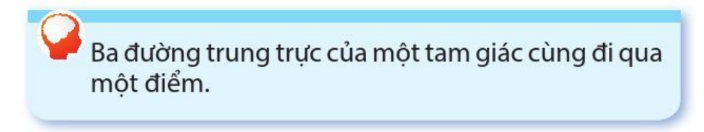 Ba đường trung trực của một tam giác cùng đi qua
một điểm.